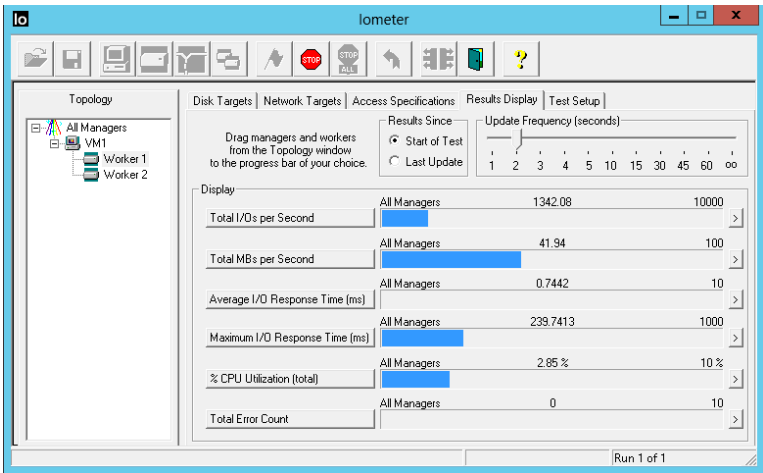 Io Iometer
STOP
STOP
ALL
?
Topology
All Managers
VM1
Worker 1
Worker 2
Disk Targets Network Targets Access Specifications Results Display Test Setup
Drag managers and workers
from the Topology window
to the progress bar of your choice.
Results Since
Start of Test
Last Update
Update Frequency (seconds)
1 2 3 4 5 10 15 30 45 60 oo
Display
All Managers 1342.08 10000
Total I/Os per Second >
All Managers 41.94 100
Total MBs per Second >
All Managers 0.7442 10
Average I/O Response Time (ms) >
All Managers 239.7413 1000
Maximum I/O Response Time (ms) >
All Managers 2.85 % 10 %
% CPU Utilization (total) >
All Managers 0 10
Total Error Count >
Run 1 of 1